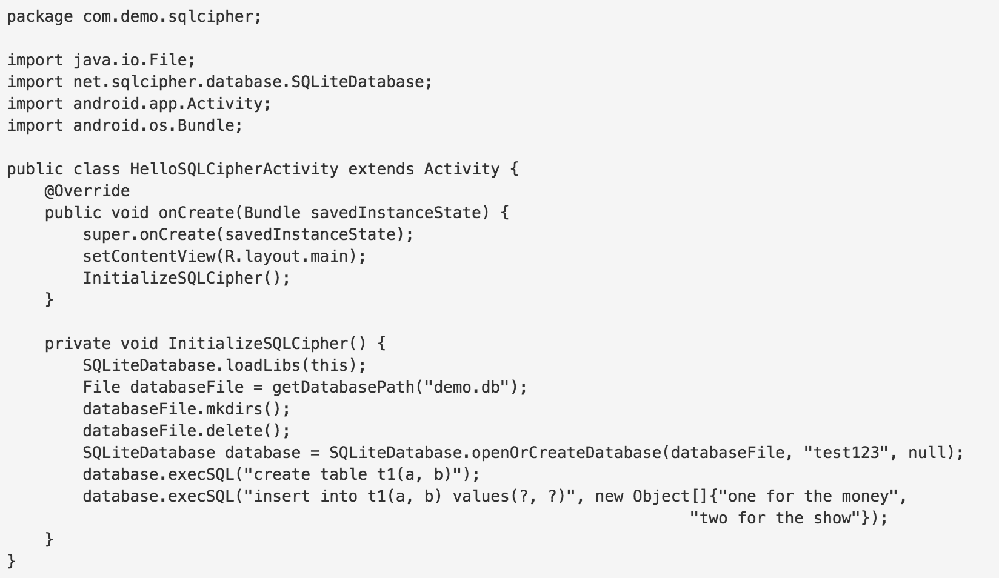 package com.demo.sqlcipher;

import java.io.File;
import net.sqlcipher.database.SQLiteDatabase;
import android.app.Activity;
import android.os.Bundle;

public class HelloSQLCipherActivity extends Activity {
    @Override
    public void onCreate(Bundle savedInstanceState) {
        super.onCreate(savedInstanceState);
        setContentView(R.layout.main);
        InitializeSQLCipher();
    }

    private void InitializeSQLCipher() {
        SQLiteDatabase.loadLibs(this);
        File databaseFile = getDatabasePath("demo.db");
        databaseFile.mkdirs();
        databaseFile.delete();
        SQLiteDatabase database = SQLiteDatabase.openOrCreateDatabase(databaseFile, "test123", null);
        database.execSQL("create table t1(a, b)");
        database.execSQL("insert into t1(a, b) values(?, ?)", new Object[]{"one for the money",
                                                                        "two for the show"});
    }
}